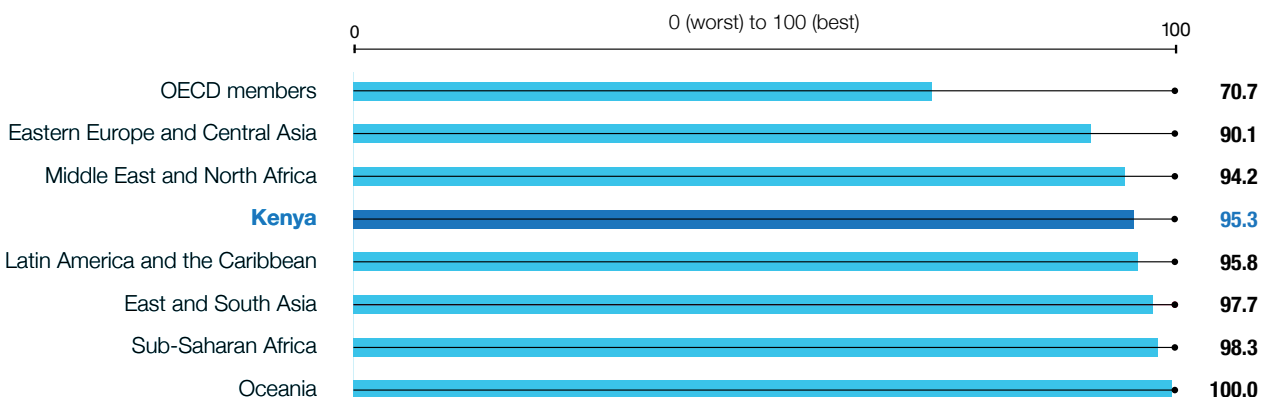 0 (worst) to 100 (best)
0 100
OECD members 70.7
Eastern Europe and Central Asia 90.1
Middle East and North Africa 94.2
Kenya 95.3
Latin America and the Caribbean 95.8
East and South Asia 97.7
Sub-Saharan Africa 98.3
Oceania 100.0